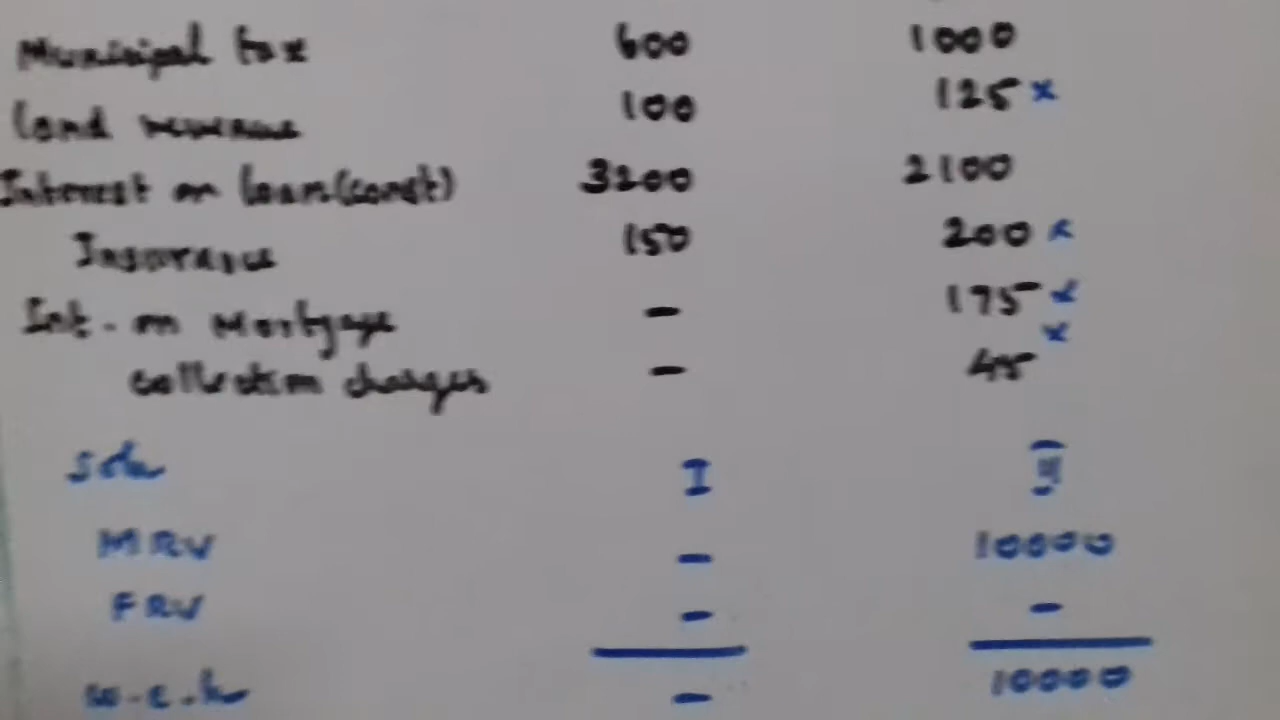 Municipal tax 600 1000
land revenue 100 125 x
Interest on loan (const) 3200 2100
Insurance 150 200 x
Int. on Mortgage - 175 x
collection charges - 45 x
Soln I II
MRV - 10000
FRV - -
w.e.h - 10000